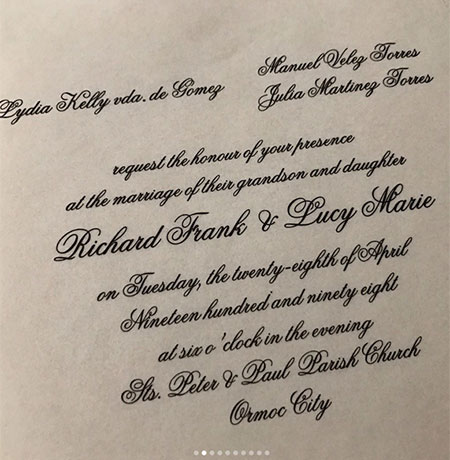 Manuel Velez Torres
Lydia Kelly vda. de Gomez
Julia Martinez Torres
request the honour of your presence
at the marriage of their grandson and daughter
Richard Frank & Lucy Marie
on Tuesday, the twenty-eighth of April
Nineteen hundred and ninety eight
at six o'clock in the evening
Sts. Peter & Paul Parish Church
Ormoc City